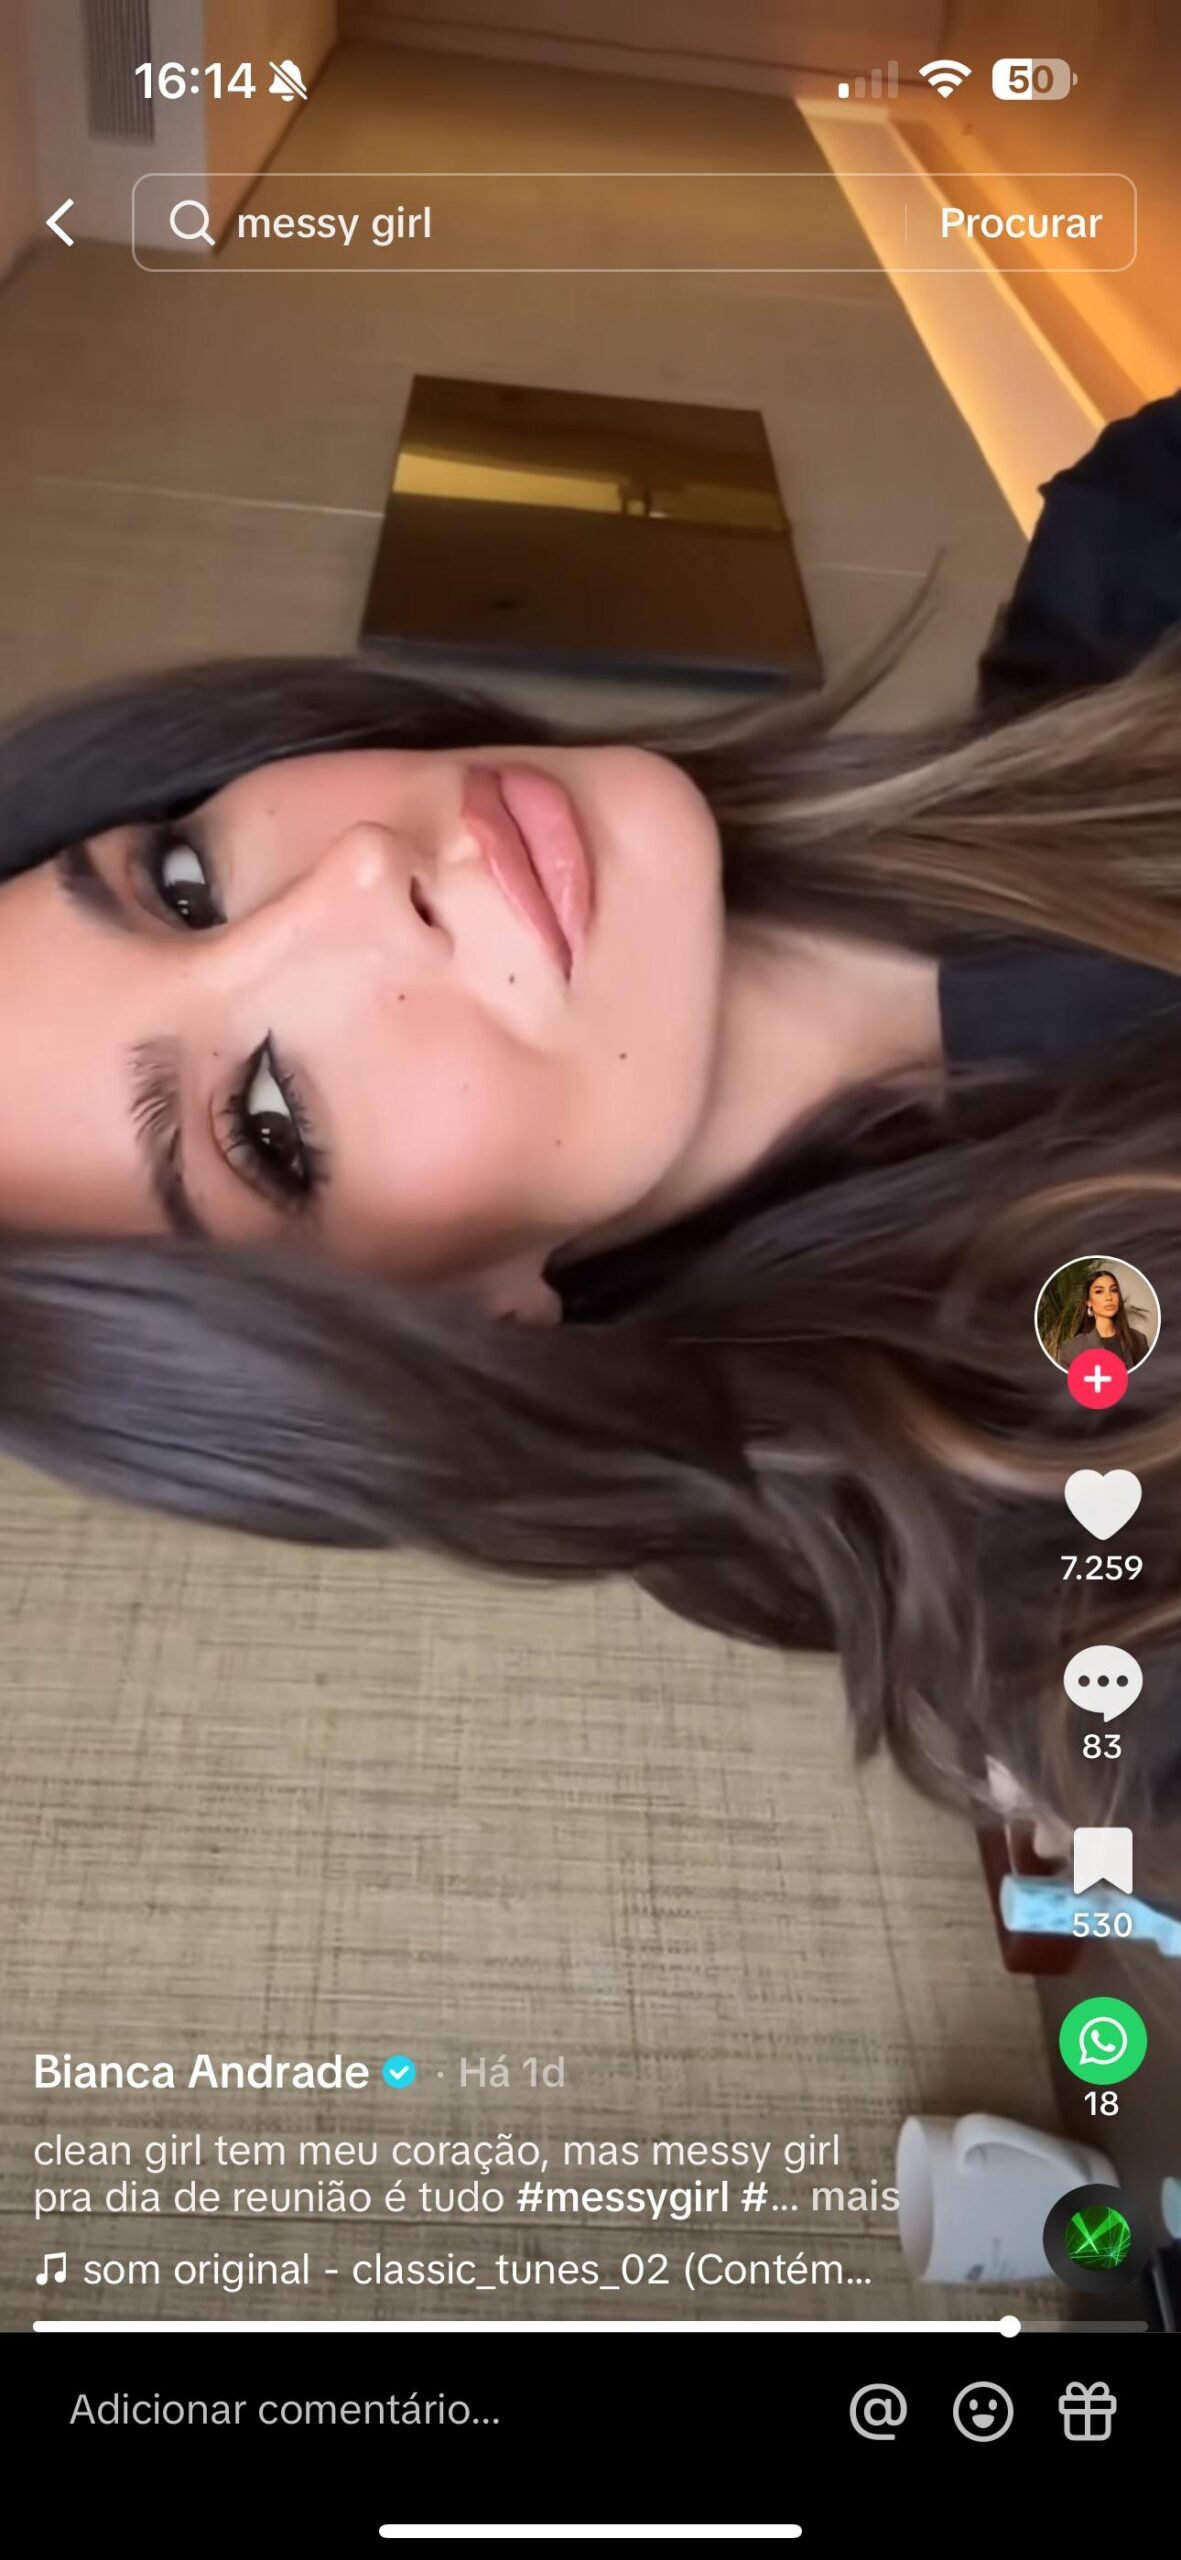 16:14
50
messy girl
Procurar
7.259
83
530
18
Bianca Andrade · Há 1d
clean girl tem meu coração, mas messy girl
pra dia de reunião é tudo #messygirl #... mais
som original - classic_tunes_02 (Contém...
Adicionar comentário...